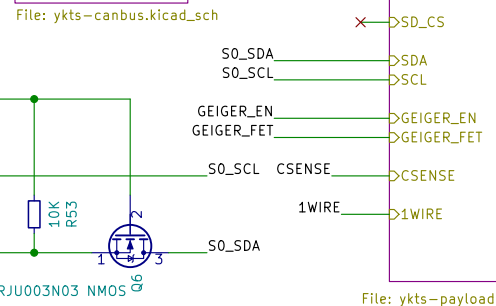 File: ykts-canbus.kicad_sch
SD_CS
S0_SDA
SDA
S0_SCL
SCL
GEIGER_EN
GEIGER_EN
GEIGER_FET
GEIGER_FET
S0_SCL
CSENSE
CSENSE
1WIRE
1WIRE
10K
R53
2
S0_SDA
1
3
Q6
RJU003N03 NMOS
File: ykts-payload